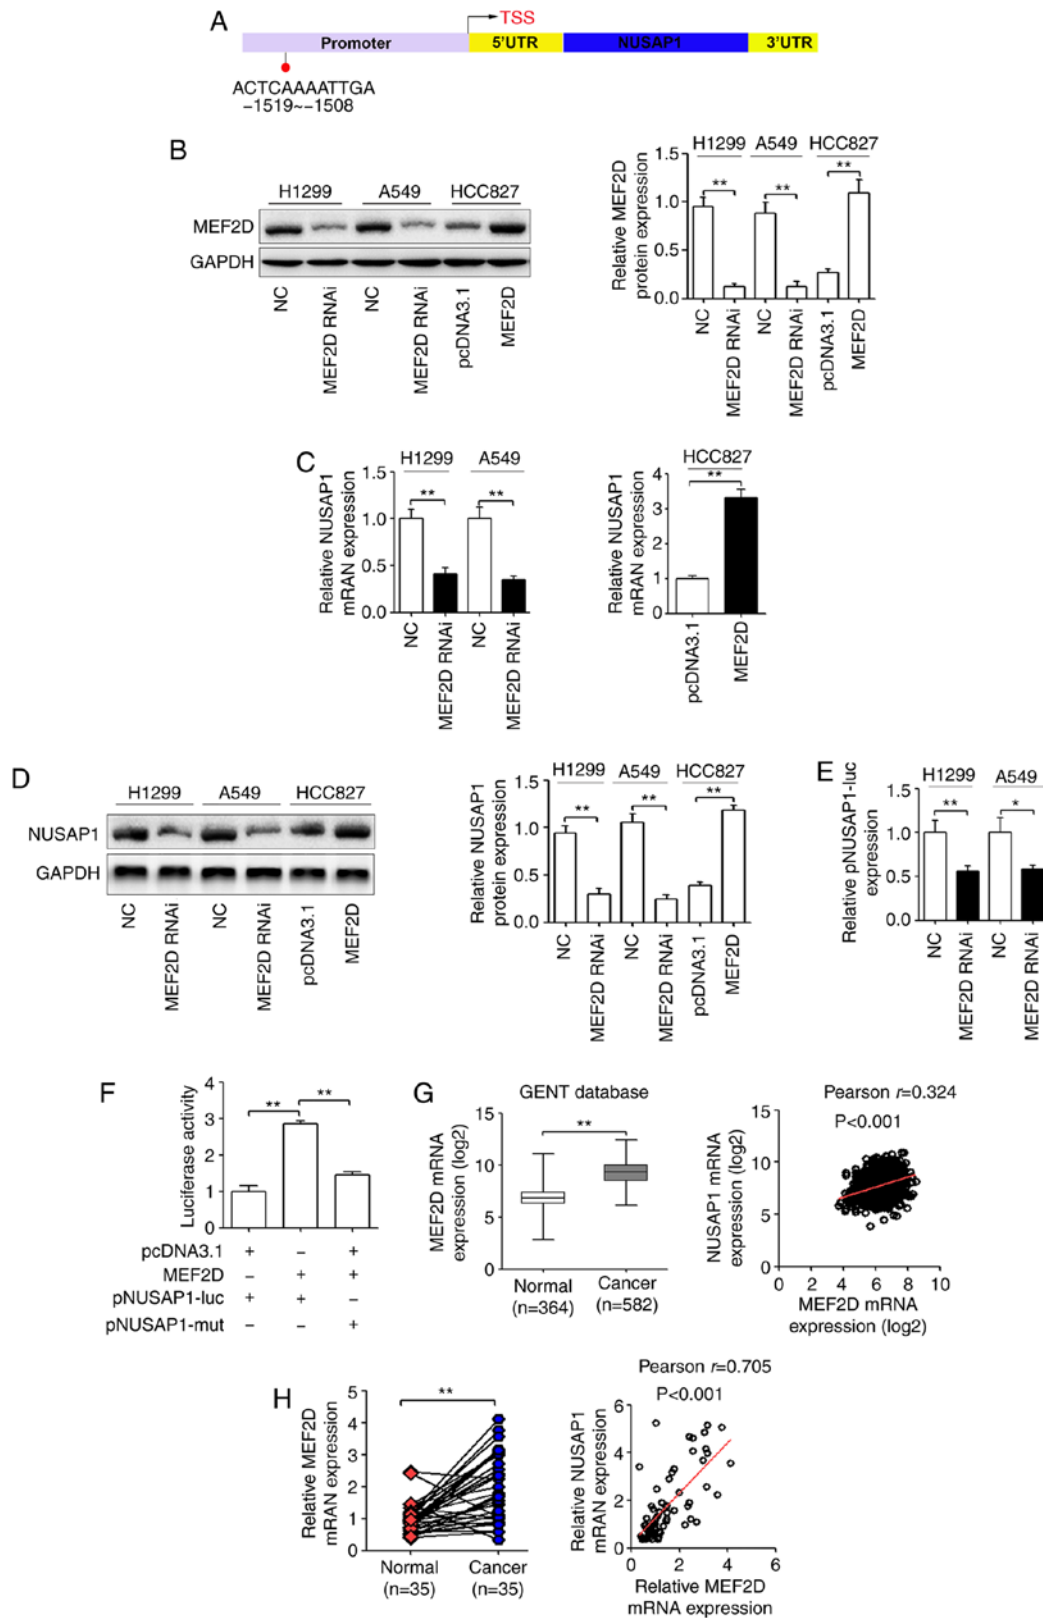 A
TSS
Promoter 5'UTR NUSAP1 3'UTR
ACTCAAAATTGA
–1519~–1508
B
H1299 A549 HCC827
MEF2D
GAPDH
NC MEF2D RNAi NC MEF2D RNAi pcDNA3.1 MEF2D
Relative MEF2D
protein expression
1.5
1.0
0.5
0.0
H1299 A549 HCC827
** ** **
NC MEF2D RNAi NC MEF2D RNAi pcDNA3.1 MEF2D
C
Relative NUSAP1
mRAN expression
1.5
1.0
0.5
0.0
H1299 A549
** **
NC MEF2D RNAi NC MEF2D RNAi
Relative NUSAP1
mRAN expression
4
3
2
1
0
HCC827
**
pcDNA3.1 MEF2D
D
H1299 A549 HCC827
NUSAP1
GAPDH
NC MEF2D RNAi NC MEF2D RNAi pcDNA3.1 MEF2D
Relative NUSAP1
protein expression
1.5
1.0
0.5
0.0
H1299 A549 HCC827
** ** **
NC MEF2D RNAi NC MEF2D RNAi pcDNA3.1 MEF2D
E
Relative pNUSAP1-luc
expression
1.5
1.0
0.5
0.0
H1299 A549
** *
NC MEF2D RNAi NC MEF2D RNAi
F
Luciferase activity
4
3
2
1
0
** **
pcDNA3.1 + – +
MEF2D – + +
pNUSAP1-luc + + –
pNUSAP1-mut – – +
G
GENT database
MEF2D mRNA
expression (log2)
15
10
5
0
**
Normal Cancer
(n=364) (n=582)
Pearson r=0.324
P<0.001
NUSAP1 mRNA
expression (log2)
15
10
5
0
0 2 4 6 8 10
MEF2D mRNA
expression (log2)
H
Relative MEF2D
mRAN expression
5
4
3
2
1
0
**
Normal Cancer
(n=35) (n=35)
Pearson r=0.705
P<0.001
Relative NUSAP1
mRAN expression
6
4
2
0
0 2 4 6
Relative MEF2D
mRNA expression